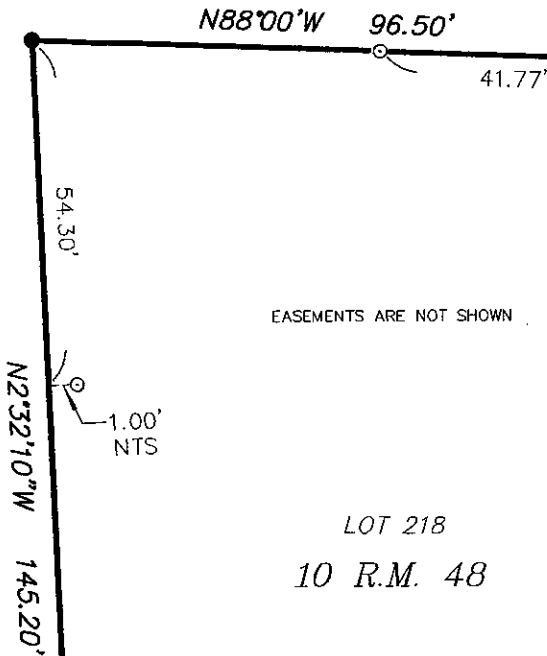 N88°00'W 96.50'
41.77'
54.30'
EASEMENTS ARE NOT SHOWN
1.00'
NTS
N2°32'10"W 145.20'
LOT 218
10 R.M. 48